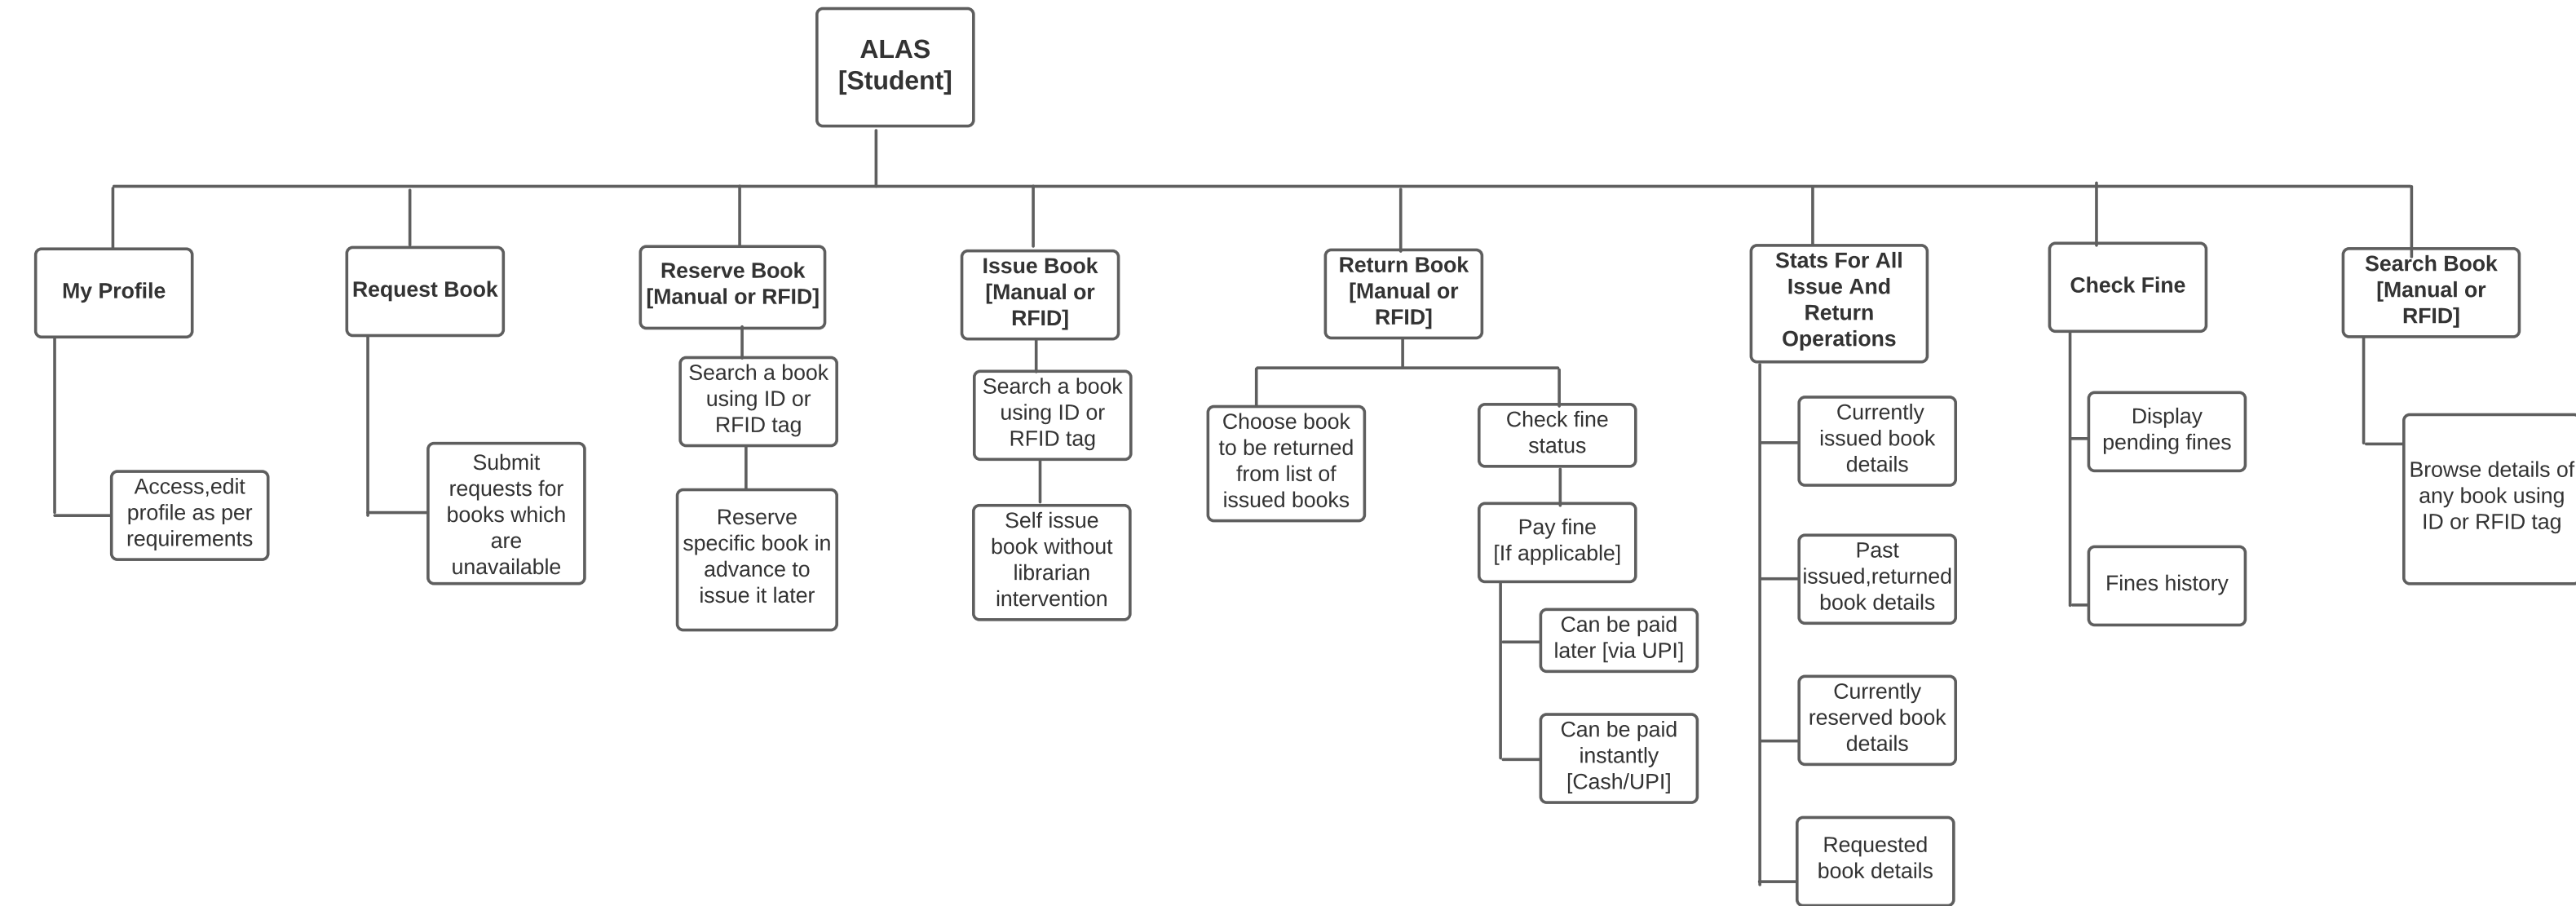 ALAS
[Student]
My Profile
Access,edit
profile as per
requirements
Request Book
Submit
requests for
books which
are
unavailable
Reserve Book
[Manual or RFID]
Search a book
using ID or
RFID tag
Reserve
specific book in
advance to
issue it later
Issue Book
[Manual or
RFID]
Search a book
using ID or
RFID tag
Self issue
book without
librarian
intervention
Return Book
[Manual or
RFID]
Choose book
to be returned
from list of
issued books
Check fine
status
Pay fine
[If applicable]
Can be paid
later [via UPI]
Can be paid
instantly
[Cash/UPI]
Stats For All
Issue And
Return
Operations
Currently
issued book
details
Past
issued,returned
book details
Currently
reserved book
details
Requested
book details
Check Fine
Display
pending fines
Fines history
Search Book
[Manual or
RFID]
Browse details of
any book using
ID or RFID tag